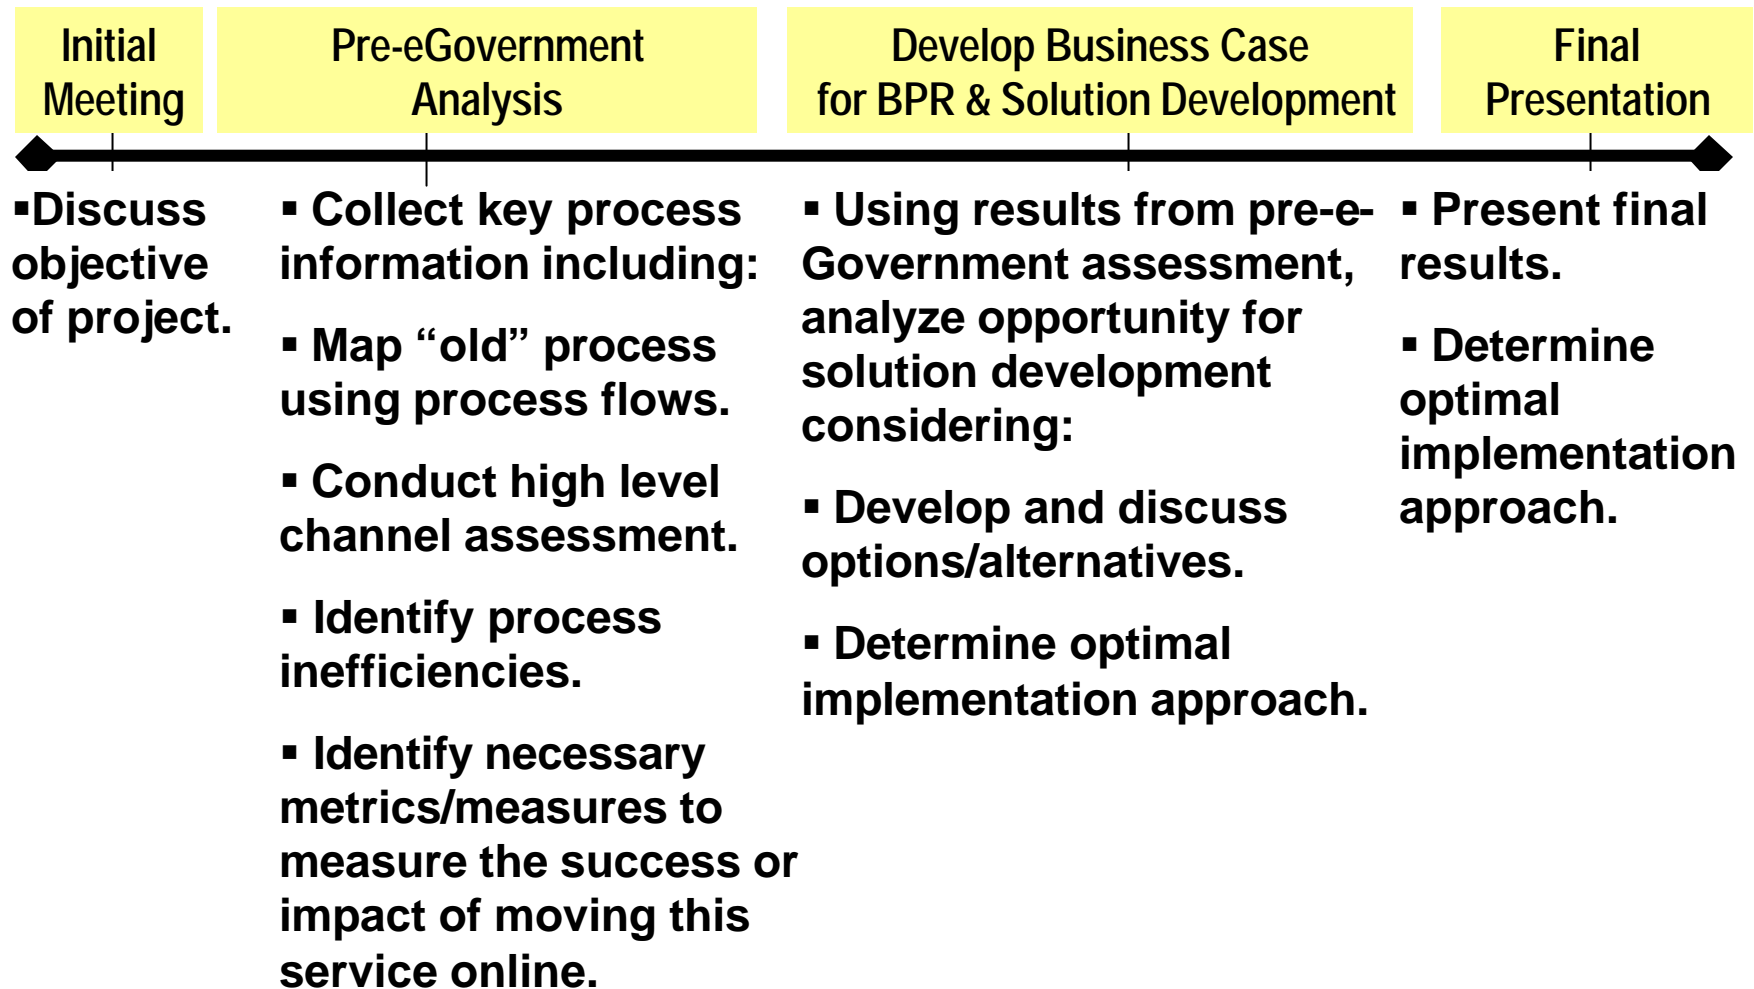 Initial
Meeting
Pre-eGovernment
Analysis
Develop Business Case
for BPR & Solution Development
Final
Presentation
▪Discuss
objective
of project.
▪ Collect key process
information including:
▪ Map “old” process
using process flows.
▪ Conduct high level
channel assessment.
▪ Identify process
inefficiencies.
▪ Identify necessary
metrics/measures to
measure the success or
impact of moving this
service online.
▪ Using results from pre-e-
Government assessment,
analyze opportunity for
solution development
considering:
▪ Develop and discuss
options/alternatives.
▪ Determine optimal
implementation approach.
▪ Present final
results.
▪ Determine
optimal
implementation
approach.